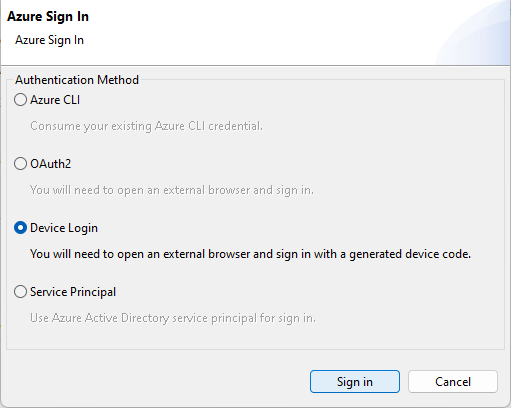 Azure Sign In
Azure Sign In
Authentication Method
Azure CLI
Consume your existing Azure CLI credential.
OAuth2
You will need to open an external browser and sign in.
Device Login
You will need to open an external browser and sign in with a generated device code.
Service Principal
Use Azure Active Directory service principal for sign in.
Sign in
Cancel